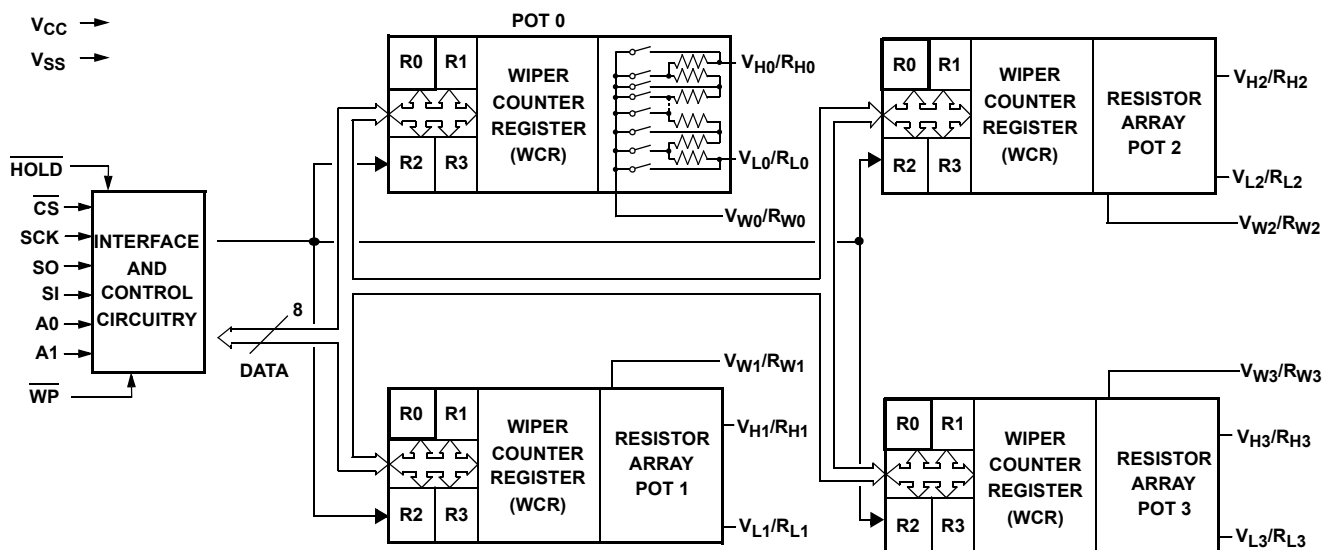 VCC
VSS
HOLD
CS
SCK
SO
SI
A0
A1
WP
INTERFACE
AND
CONTROL
CIRCUITRY
8
DATA
POT 0
R0 R1
R2 R3
WIPER
COUNTER
REGISTER
(WCR)
VH0/RH0
VL0/RL0
VW0/RW0
R0 R1
R2 R3
WIPER
COUNTER
REGISTER
(WCR)
RESISTOR
ARRAY
POT 2
VH2/RH2
VL2/RL2
VW2/RW2
VW1/RW1
R0 R1
R2 R3
WIPER
COUNTER
REGISTER
(WCR)
RESISTOR
ARRAY
POT 1
VH1/RH1
VL1/RL1
VW3/RW3
R0 R1
R2 R3
WIPER
COUNTER
REGISTER
(WCR)
RESISTOR
ARRAY
POT 3
VH3/RH3
VL3/RL3